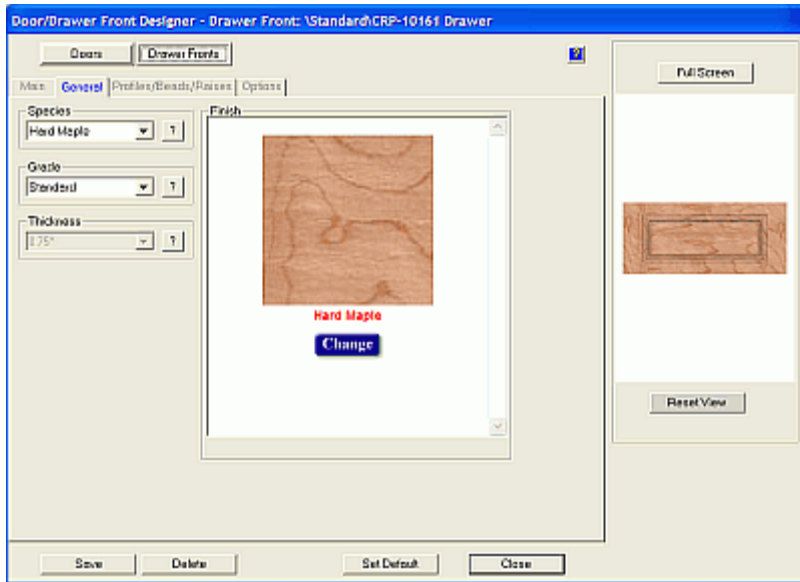 Door/Drawer Front Designer - Drawer Front: \Standard\CRP-10161 Drawer
Doors
Drawer Fronts
?
Full Screen
Main General Profiles/Beads/Raises Options
Species
Hard Maple
?
Grade
Standard
?
Thickness
0.75"
?
Finish
Hard Maple
Change
Reset View
Save
Delete
Set Default
Close